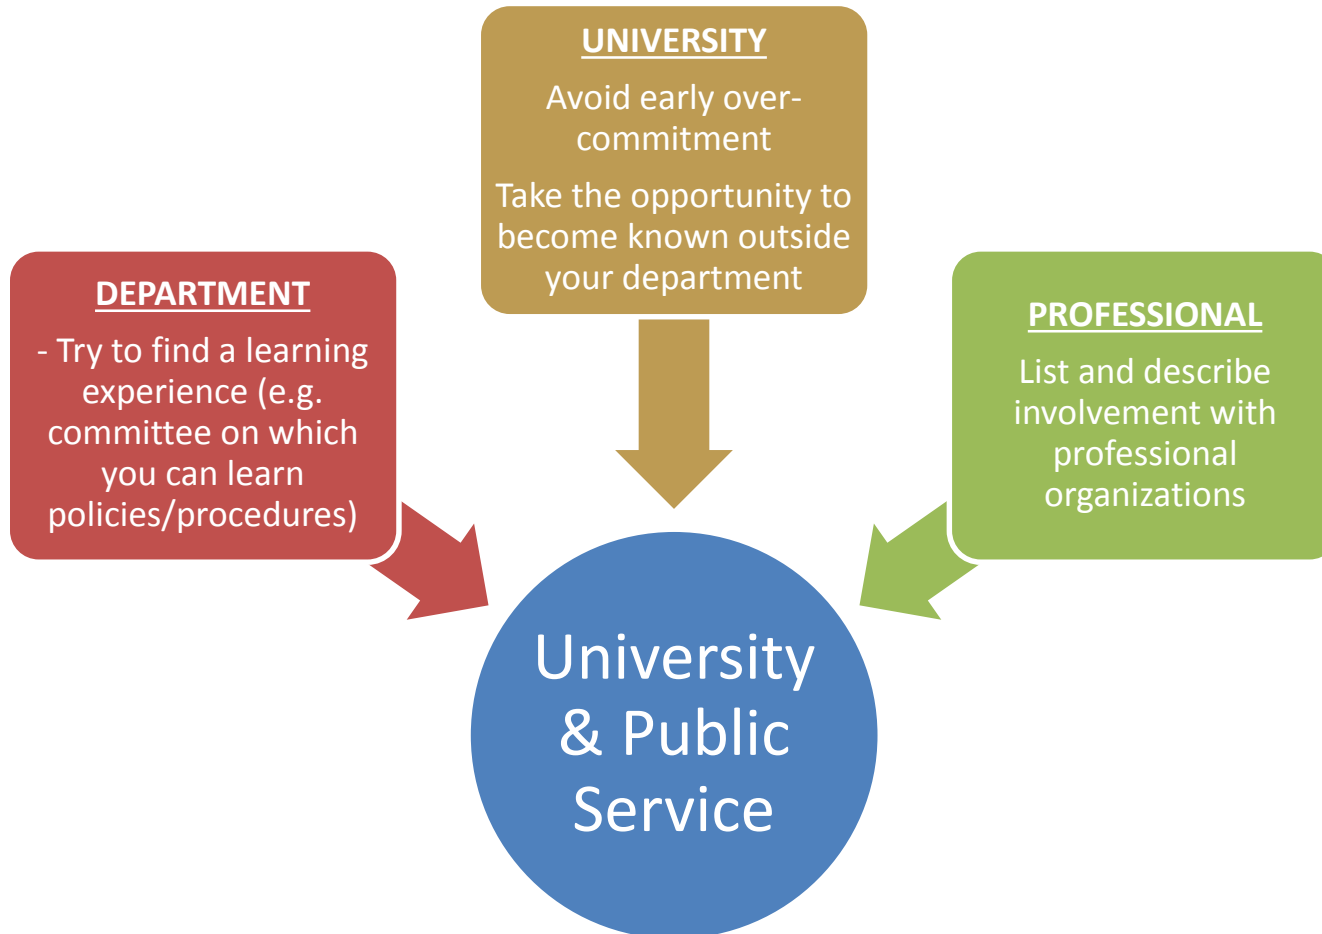 UNIVERSITY
Avoid early over-
commitment
Take the opportunity to
become known outside
your department
DEPARTMENT
- Try to find a learning
experience (e.g.
committee on which
you can learn
policies/procedures)
PROFESSIONAL
List and describe
involvement with
professional
organizations
University
& Public
Service